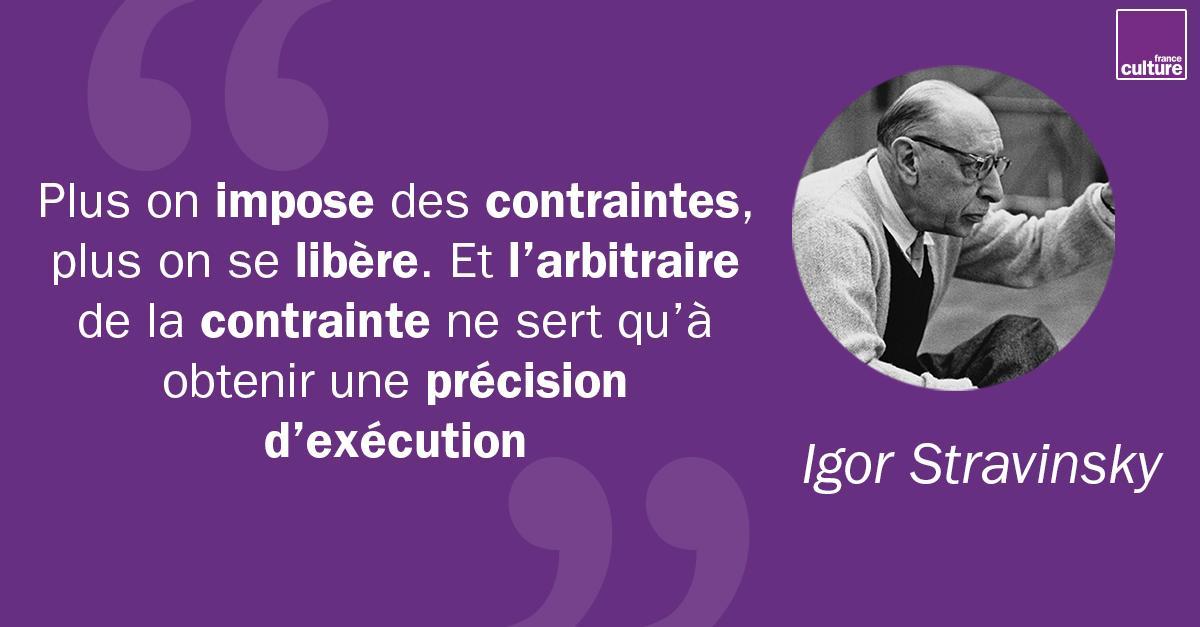 france
culture
Plus on impose des contraintes,
plus on se libère. Et l’arbitraire
de la contrainte ne sert qu’à
obtenir une précision
d’exécution
Igor Stravinsky